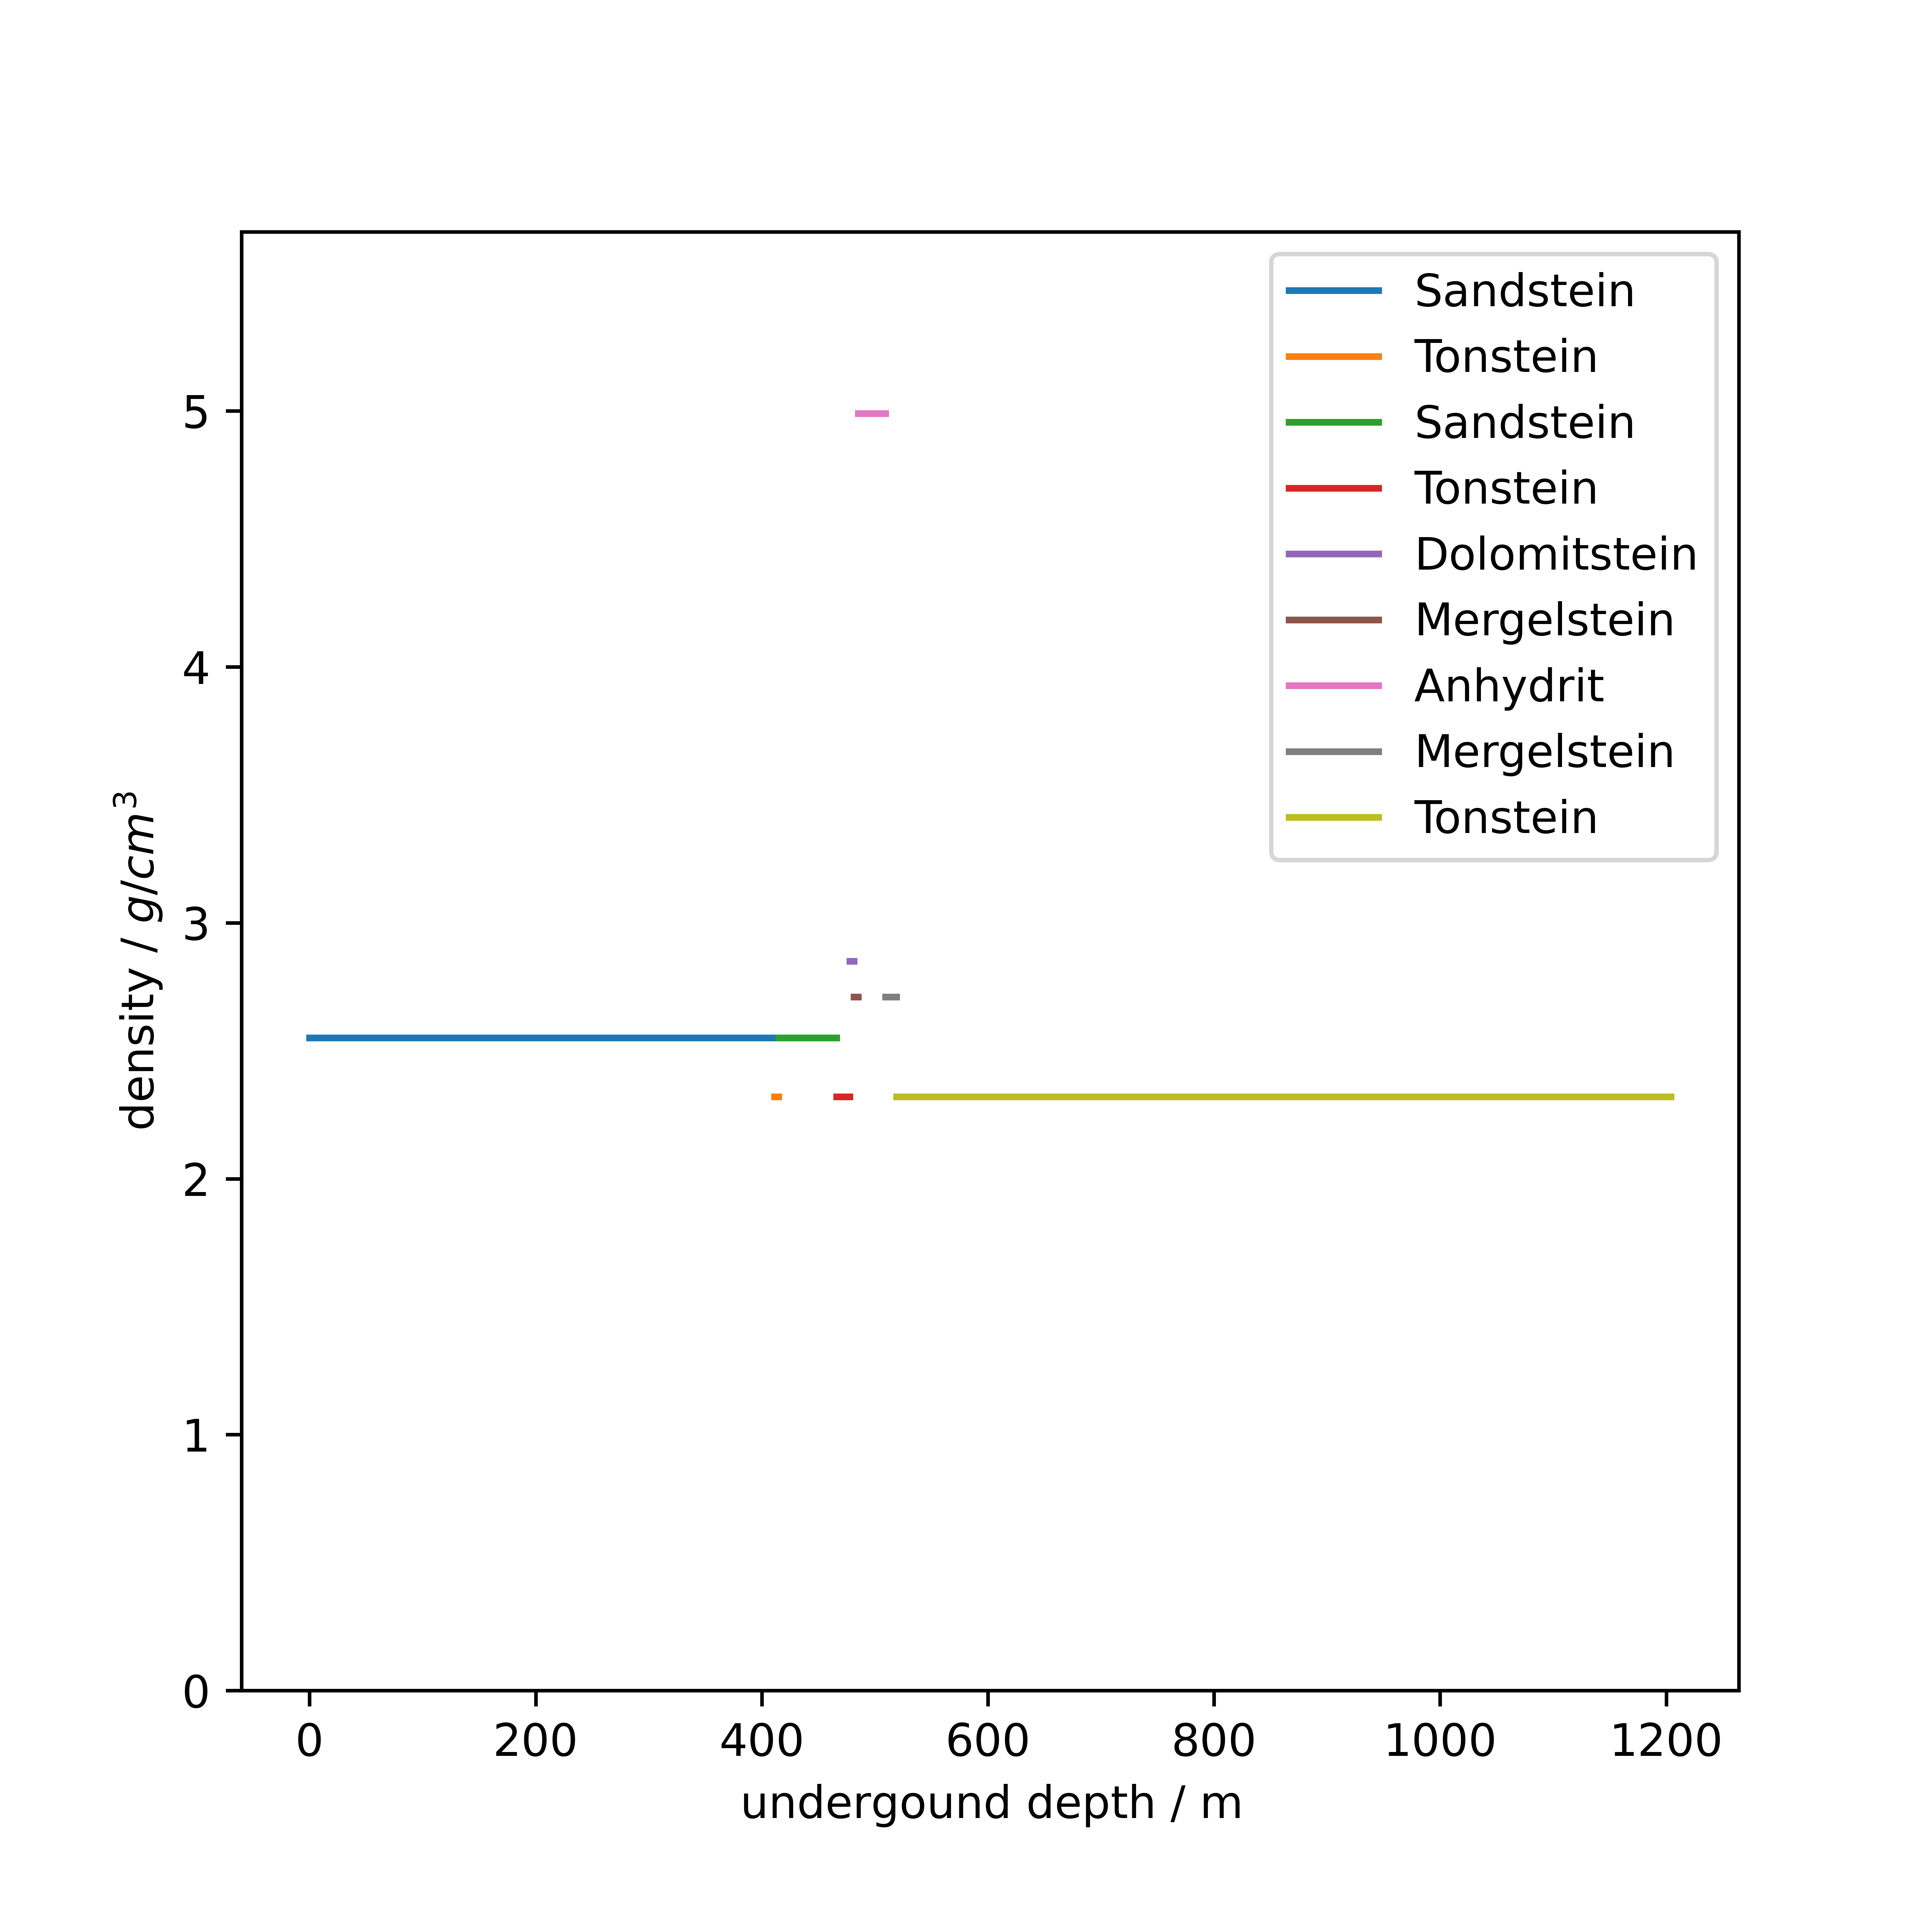 Sandstein
Tonstein
Sandstein
Tonstein
Dolomitstein
Mergelstein
Anhydrit
Mergelstein
Tonstein
5
4
3
2
1
0
density / g/cm³
0 200 400 600 800 1000 1200
undergound depth / m